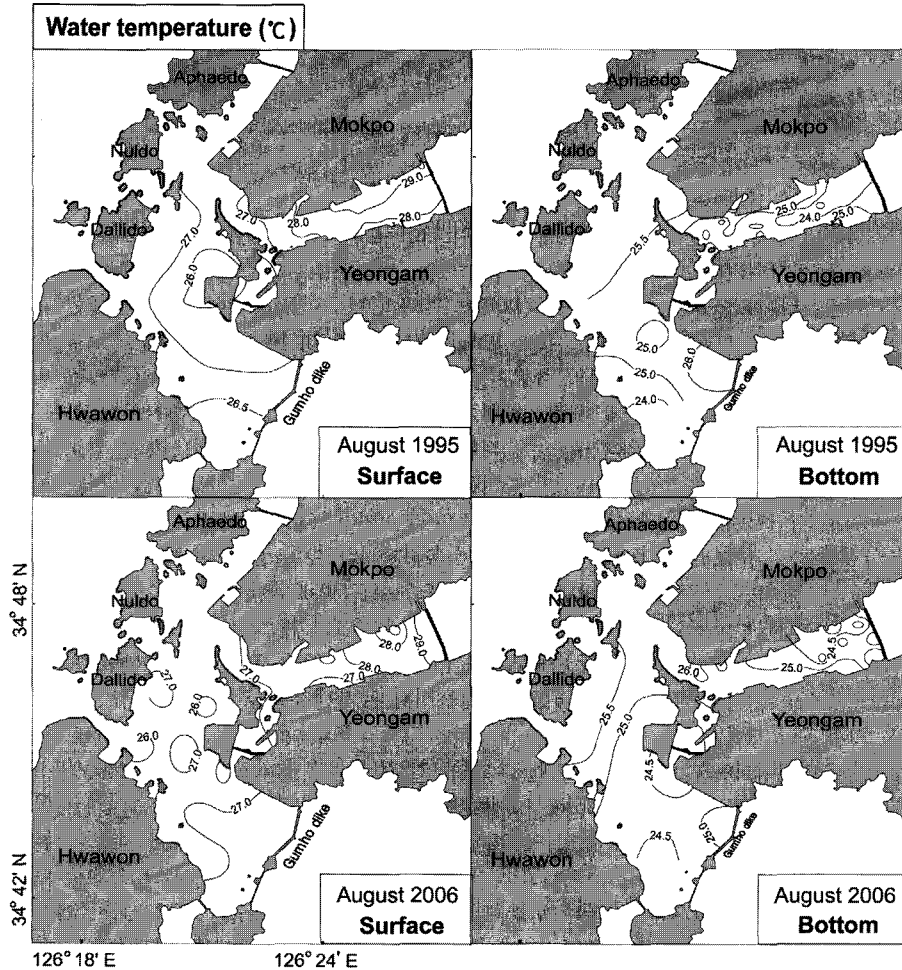 Water temperature (℃)
Aphaedo
Mokpo
Nuldo
Dallido
Yeongam
Hwawon
Gumho dike
27.0
27.0
28.0
29.0
28.0
26.0
26.5
August 1995
Surface
Aphaedo
Mokpo
Nuldo
Dallido
Yeongam
Hwawon
Gumho dike
25.5
25.0
24.0
25.0
25.0
25.0
24.0
26.0
August 1995
Bottom
Aphaedo
Mokpo
Nuldo
Dallido
Yeongam
Hwawon
Gumho dike
27.0
26.0
27.0
28.0
28.0
27.0
26.0
27.0
27.0
August 2006
Surface
34° 48' N
34° 42' N
126° 18' E
126° 24' E
Aphaedo
Mokpo
Nuldo
Dallido
Yeongam
Hwawon
Gumho dike
25.5
25.0
26.0
25.0
24.5
24.5
24.5
25.0
August 2006
Bottom